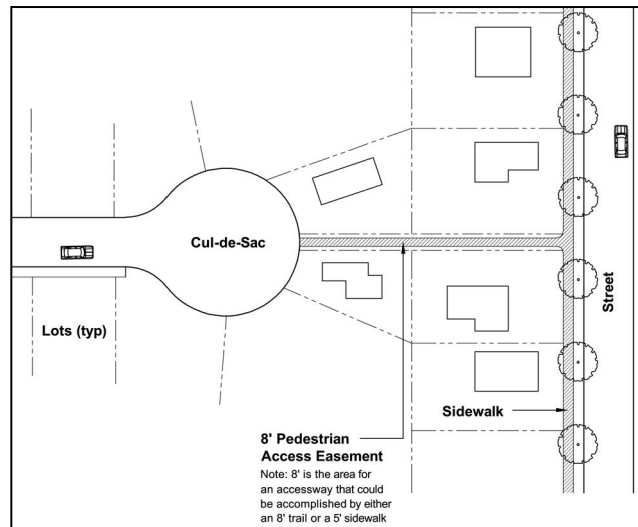 Cul-de-Sac
Lots (typ)
Street
Sidewalk
8' Pedestrian
Access Easement
Note: 8' is the area for
an accessway that could
be accomplished by either
an 8' trail or a 5' sidewalk